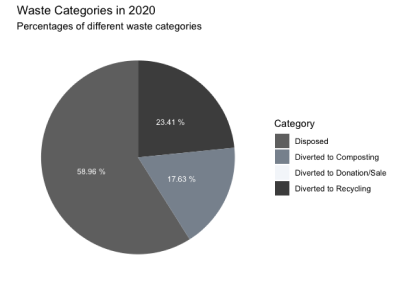 Waste Categories in 2020
Percentages of different waste categories
23.41 %
58.96 %
17.63 %
Category
Disposed
Diverted to Composting
Diverted to Donation/Sale
Diverted to Recycling